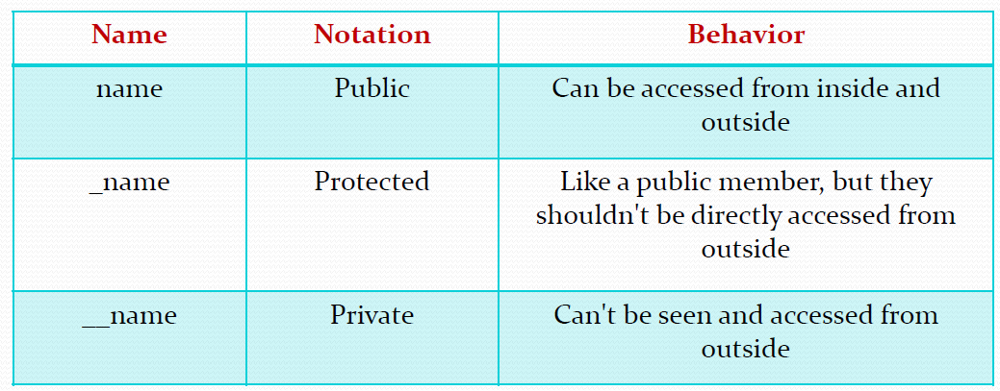 Name Notation Behavior
name Public Can be accessed from inside and
outside
_name Protected Like a public member, but they
shouldn't be directly accessed from
outside
__name Private Can't be seen and accessed from
outside